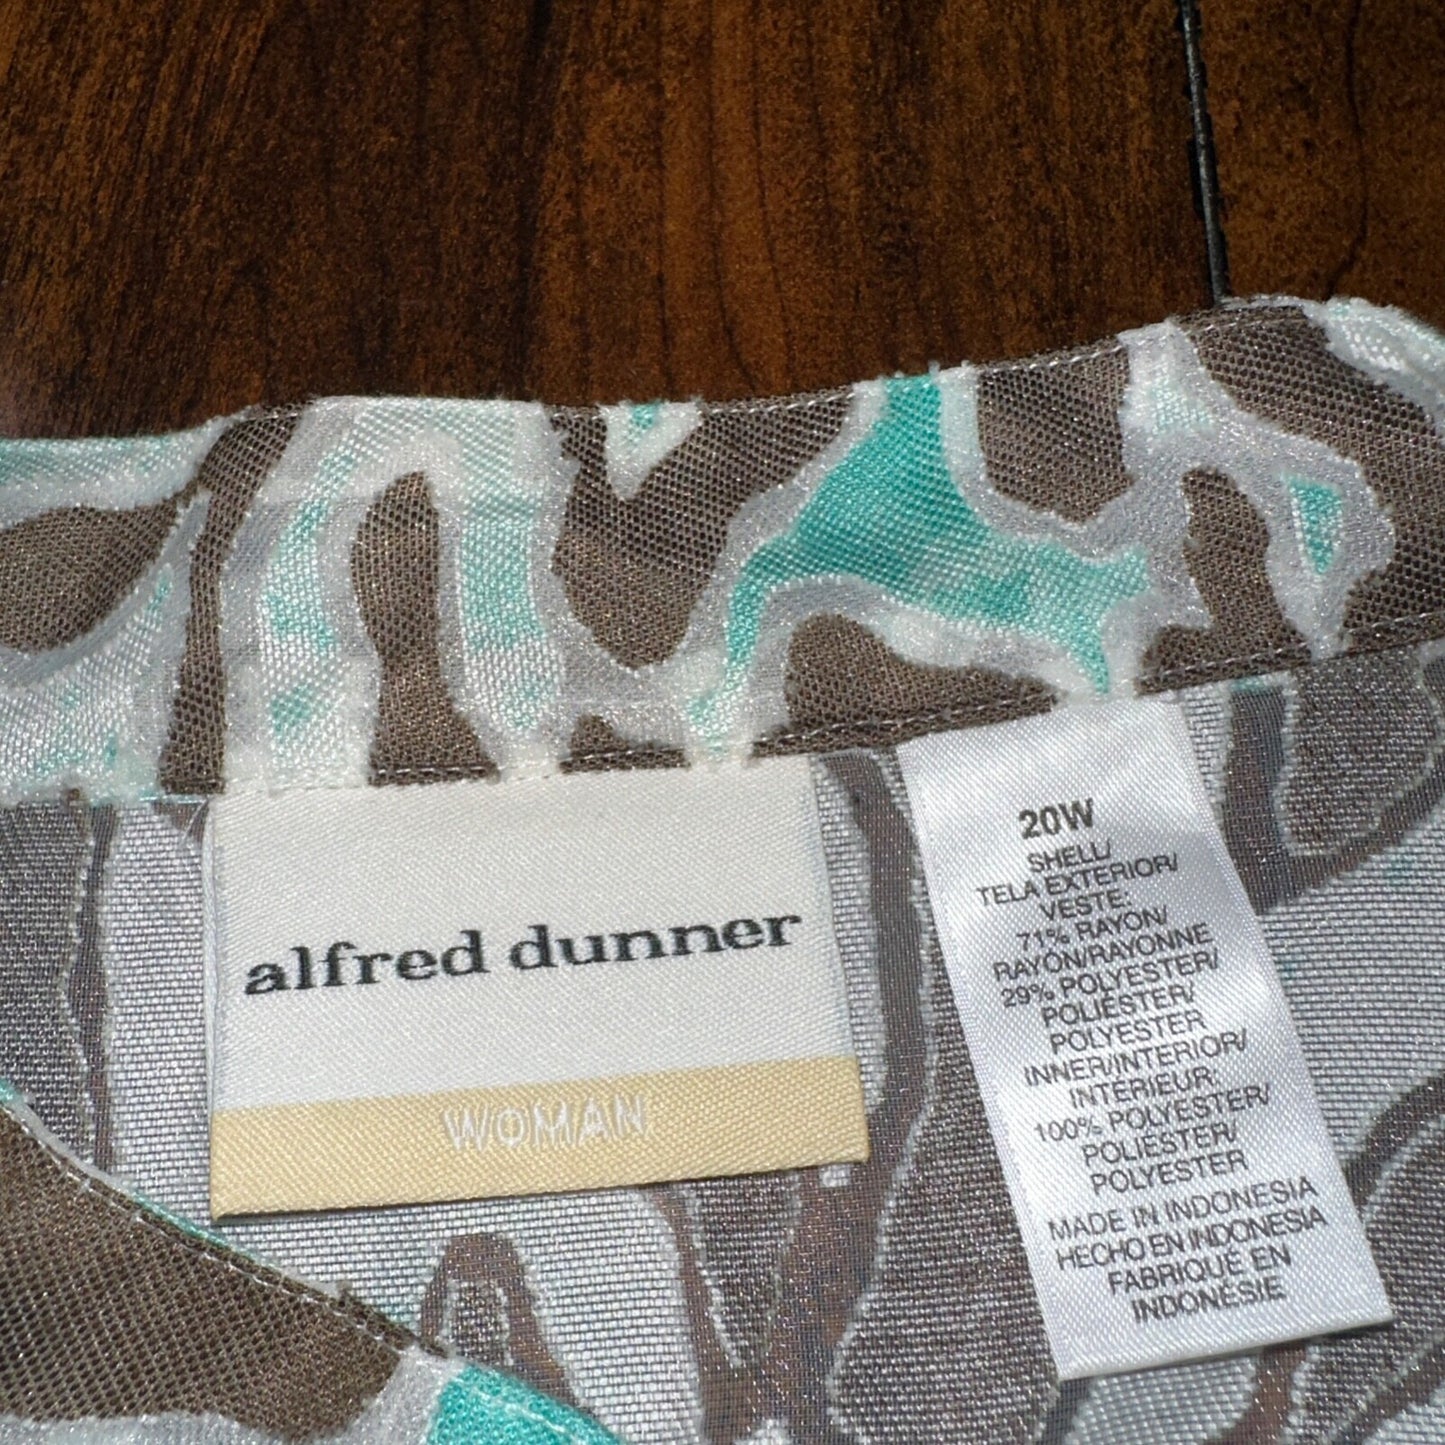 alfred dunner
WOMAN
20W
SHELL/
TELA EXTERIOR/
VESTE:
71% RAYON/
RAYÓN/RAYONNE
29% POLYESTER/
POLIÉSTER/
POLYESTER
INNER/INTERIOR/
INTÉRIEUR:
100% POLYESTER/
POLIÉSTER/
POLYESTER
MADE IN INDONESIA
HECHO EN INDONESIA
FABRIQUÉ EN
INDONÉSIE